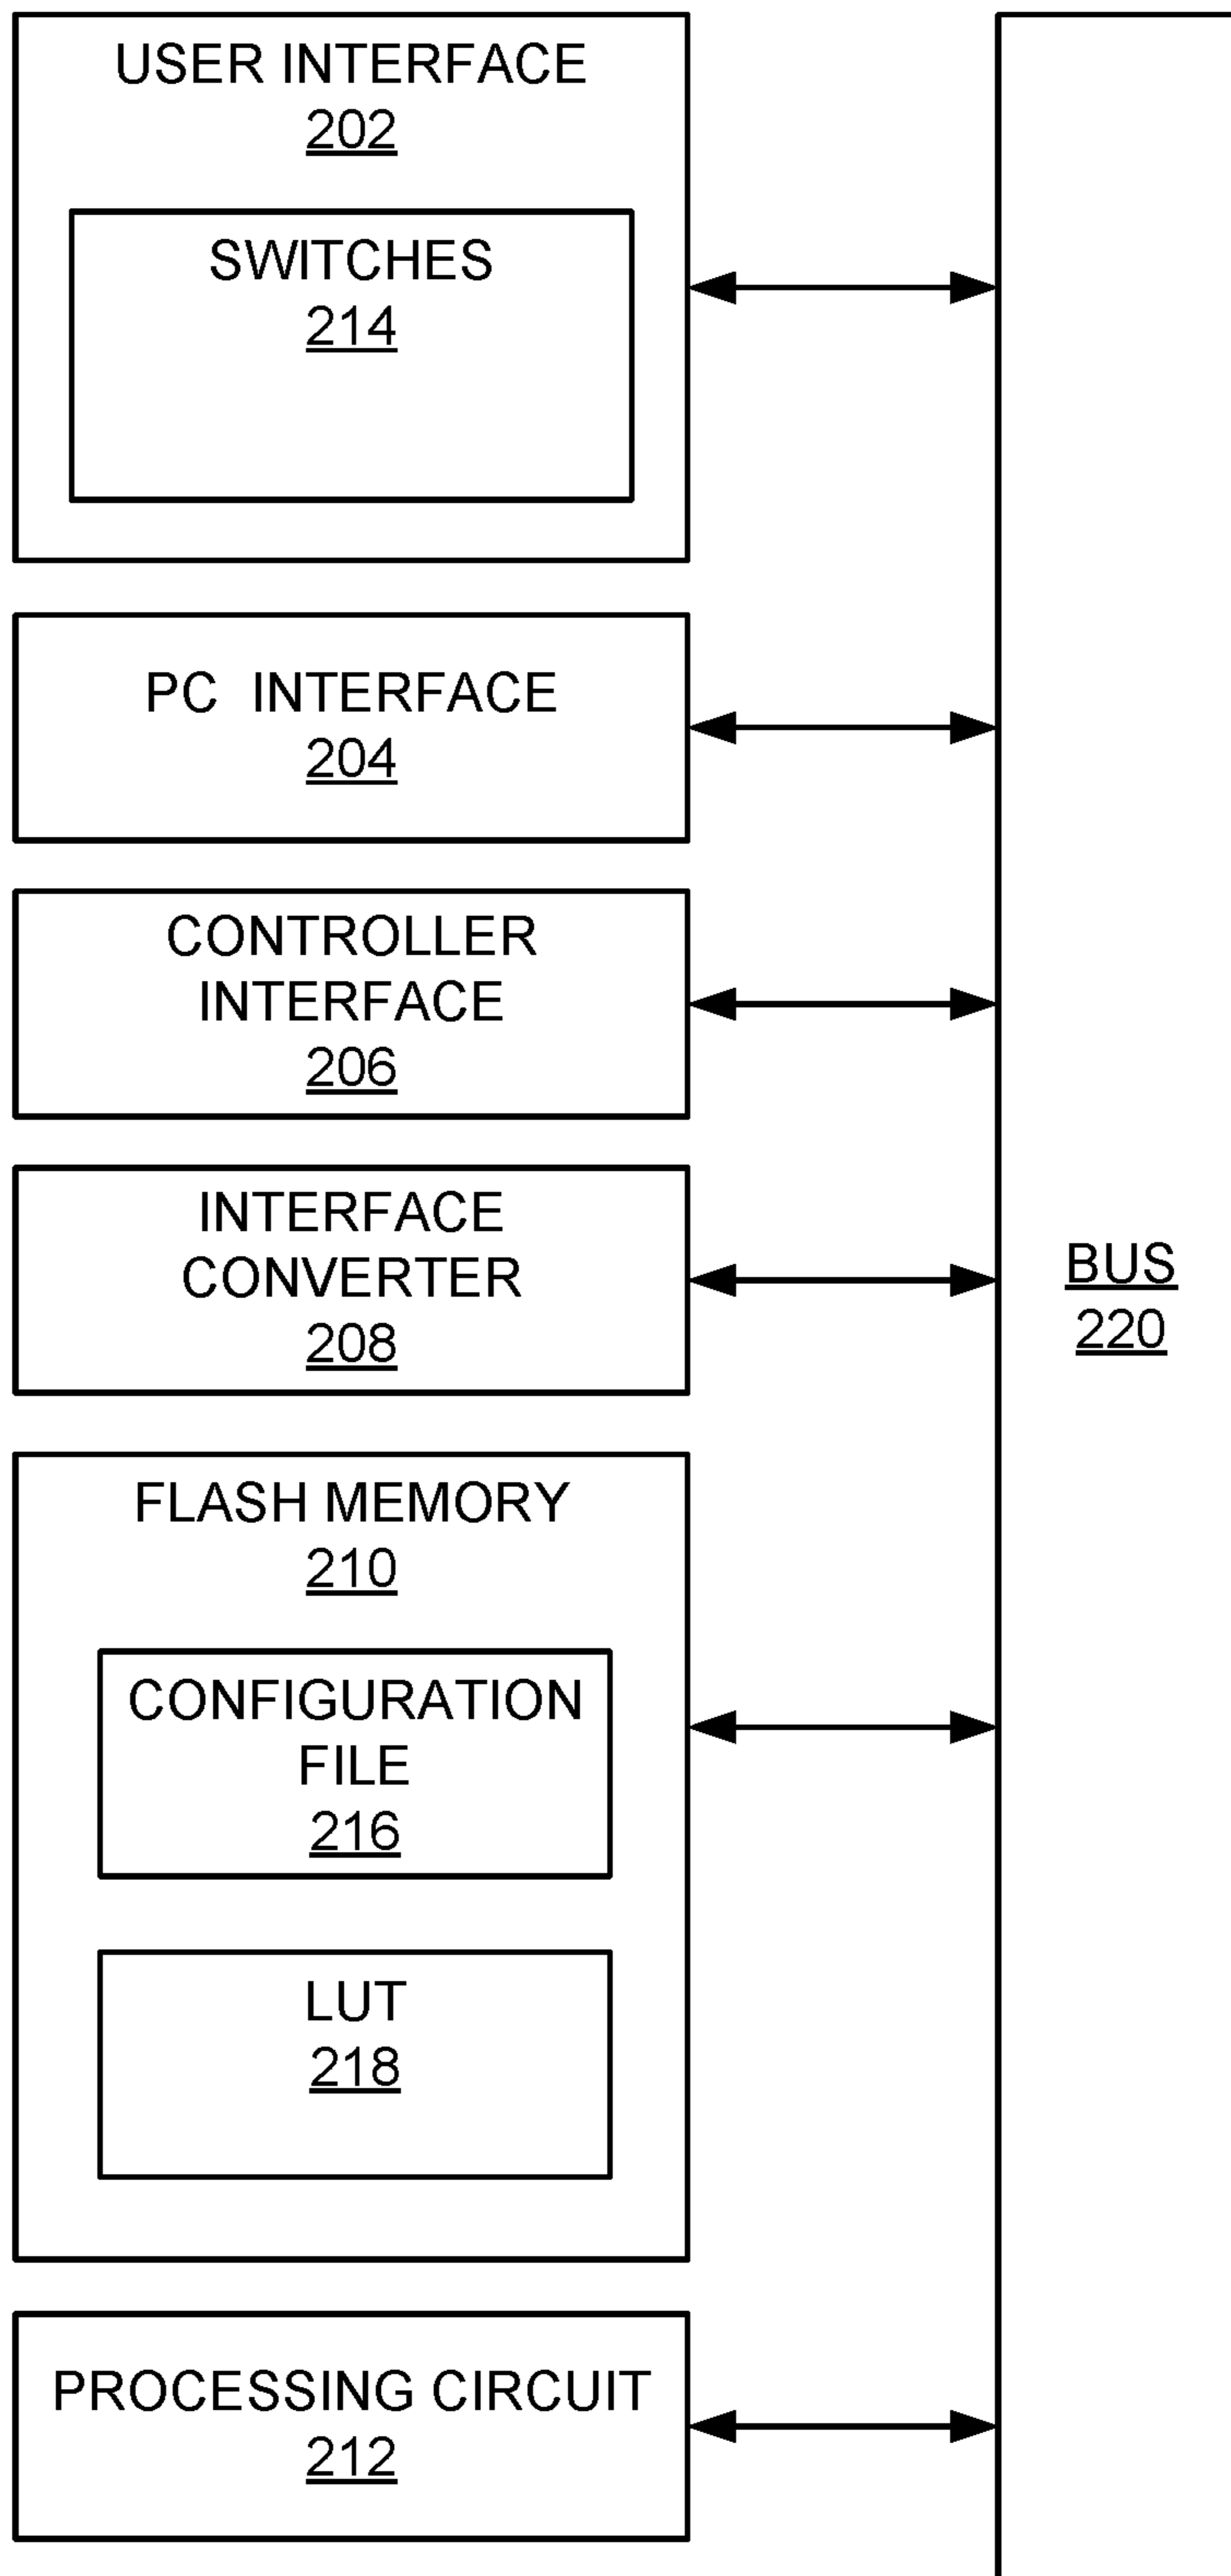 USER INTERFACE
202
SWITCHES
214
PC INTERFACE
204
CONTROLLER
INTERFACE
206
INTERFACE
CONVERTER
208
BUS
220
FLASH MEMORY
210
CONFIGURATION
FILE
216
LUT
218
PROCESSING CIRCUIT
212